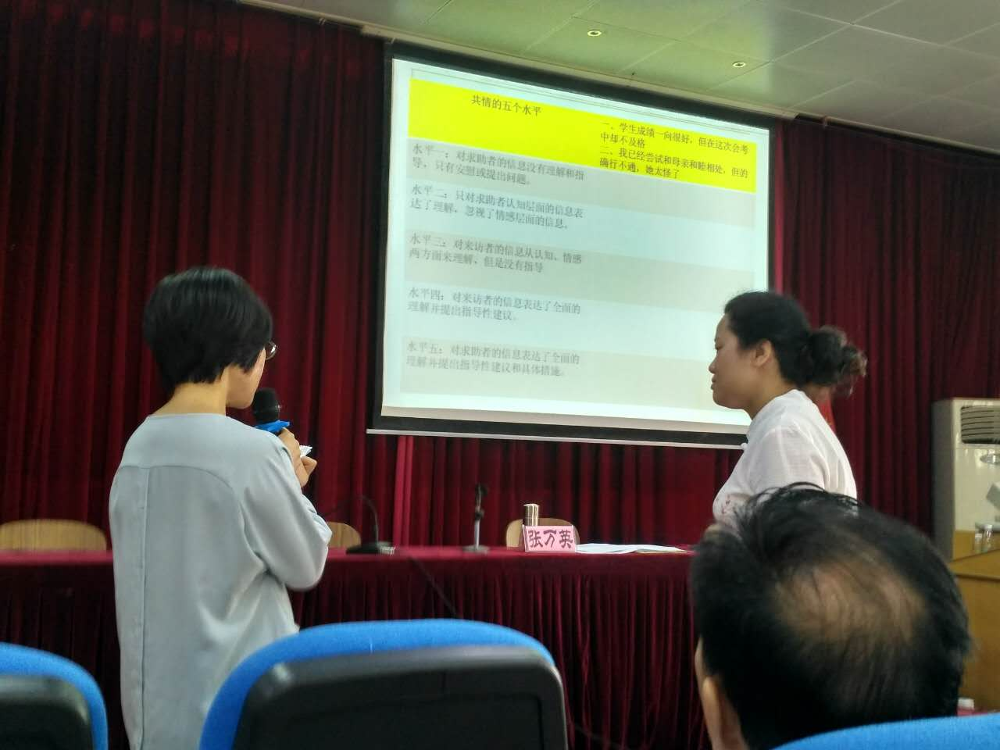 共情的五个水平
一、学生成绩一向很好，但在这次会考
中却不及格
二、我已经尝试和母亲和睦相处，但的
确行不通，她太怪了
水平一：对求助者的信息没有理解和指
导，只有安慰或提出问题。
水平二：只对求助者认知层面的信息表
达了理解，忽视了情感层面的信息。
水平三：对来访者的信息从认知、情感
两方面来理解，但是没有指导
水平四：对来访者的信息表达了全面的
理解并提出指导性建议。
水平五：对求助者的信息表达了全面的
理解并提出指导性建议和具体措施。
张万英